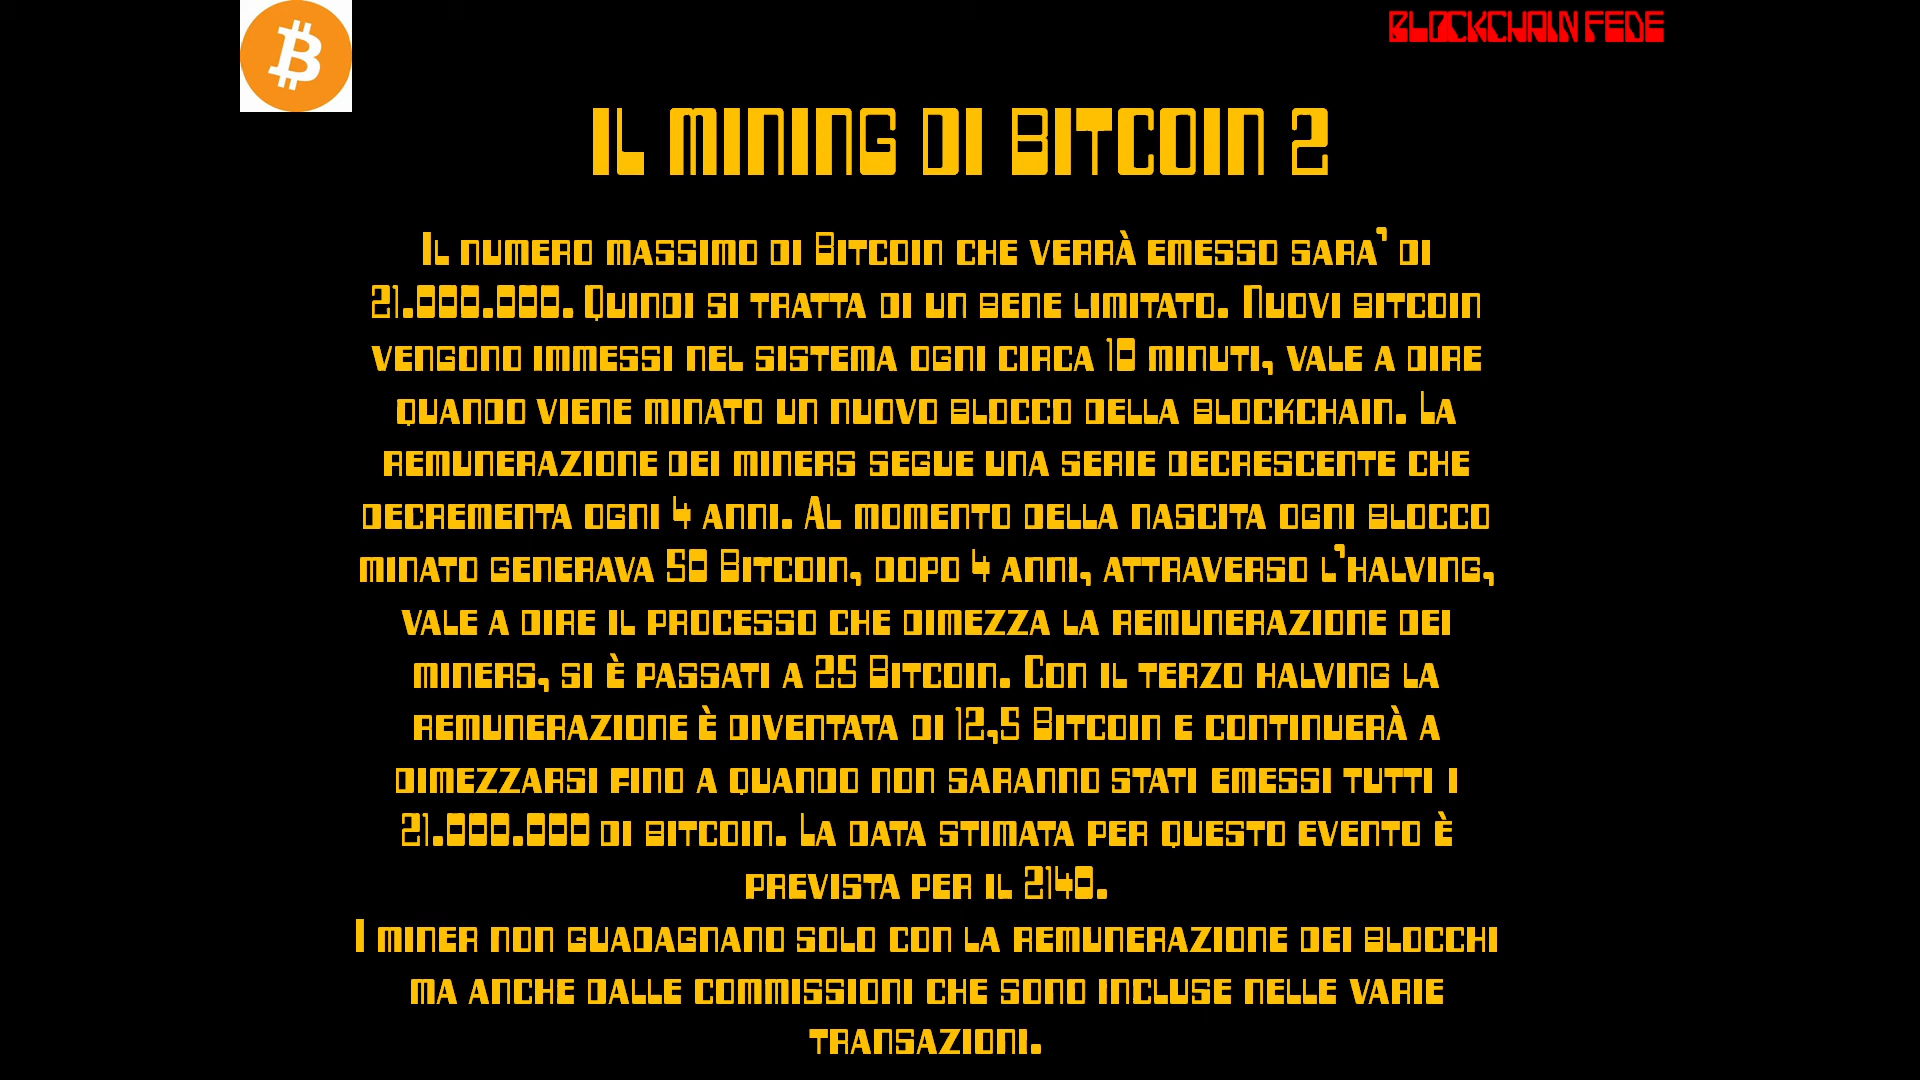 BLOCKCHAIN FEDE
IL MINING DI BITCOIN 2
Il numero massimo di Bitcoin che verrà emesso sara' di
21.000.000. Quindi si tratta di un bene limitato. Nuovi bitcoin
vengono immessi nel sistema ogni circa 10 minuti, vale a dire
quando viene minato un nuovo blocco della blockchain. La
remunerazione dei miners segue una serie decrescente che
decrementa ogni 4 anni. Al momento della nascita ogni blocco
minato generava 50 Bitcoin, dopo 4 anni, attraverso l'halving,
vale a dire il processo che dimezza la remunerazione dei
miners, si è passati a 25 Bitcoin. Con il terzo halving la
remunerazione è diventata di 12,5 Bitcoin e continuerà a
dimezzarsi fino a quando non saranno stati emessi tutti i
21.000.000 di bitcoin. La data stimata per questo evento è
prevista per il 2140.
I miner non guadagnano solo con la remunerazione dei blocchi
ma anche dalle commissioni che sono incluse nelle varie
transazioni.